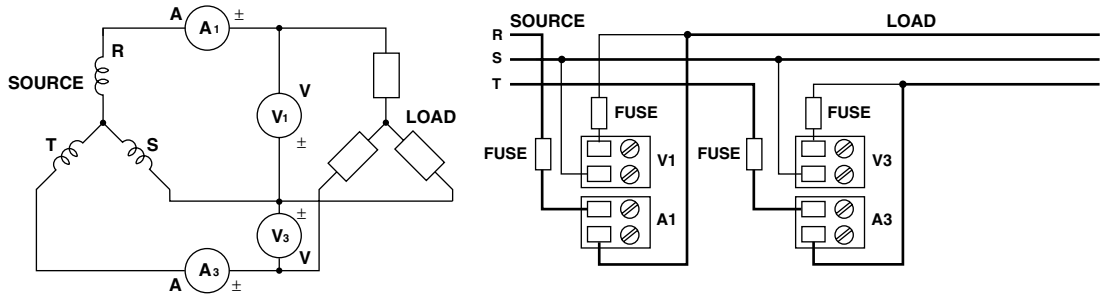 A A1 ±
R
SOURCE
V
V1
±
LOAD
T S
±
V3
V
A A3 ±
SOURCE LOAD
R
S
T
FUSE FUSE
FUSE V1 FUSE V3
A1 A3